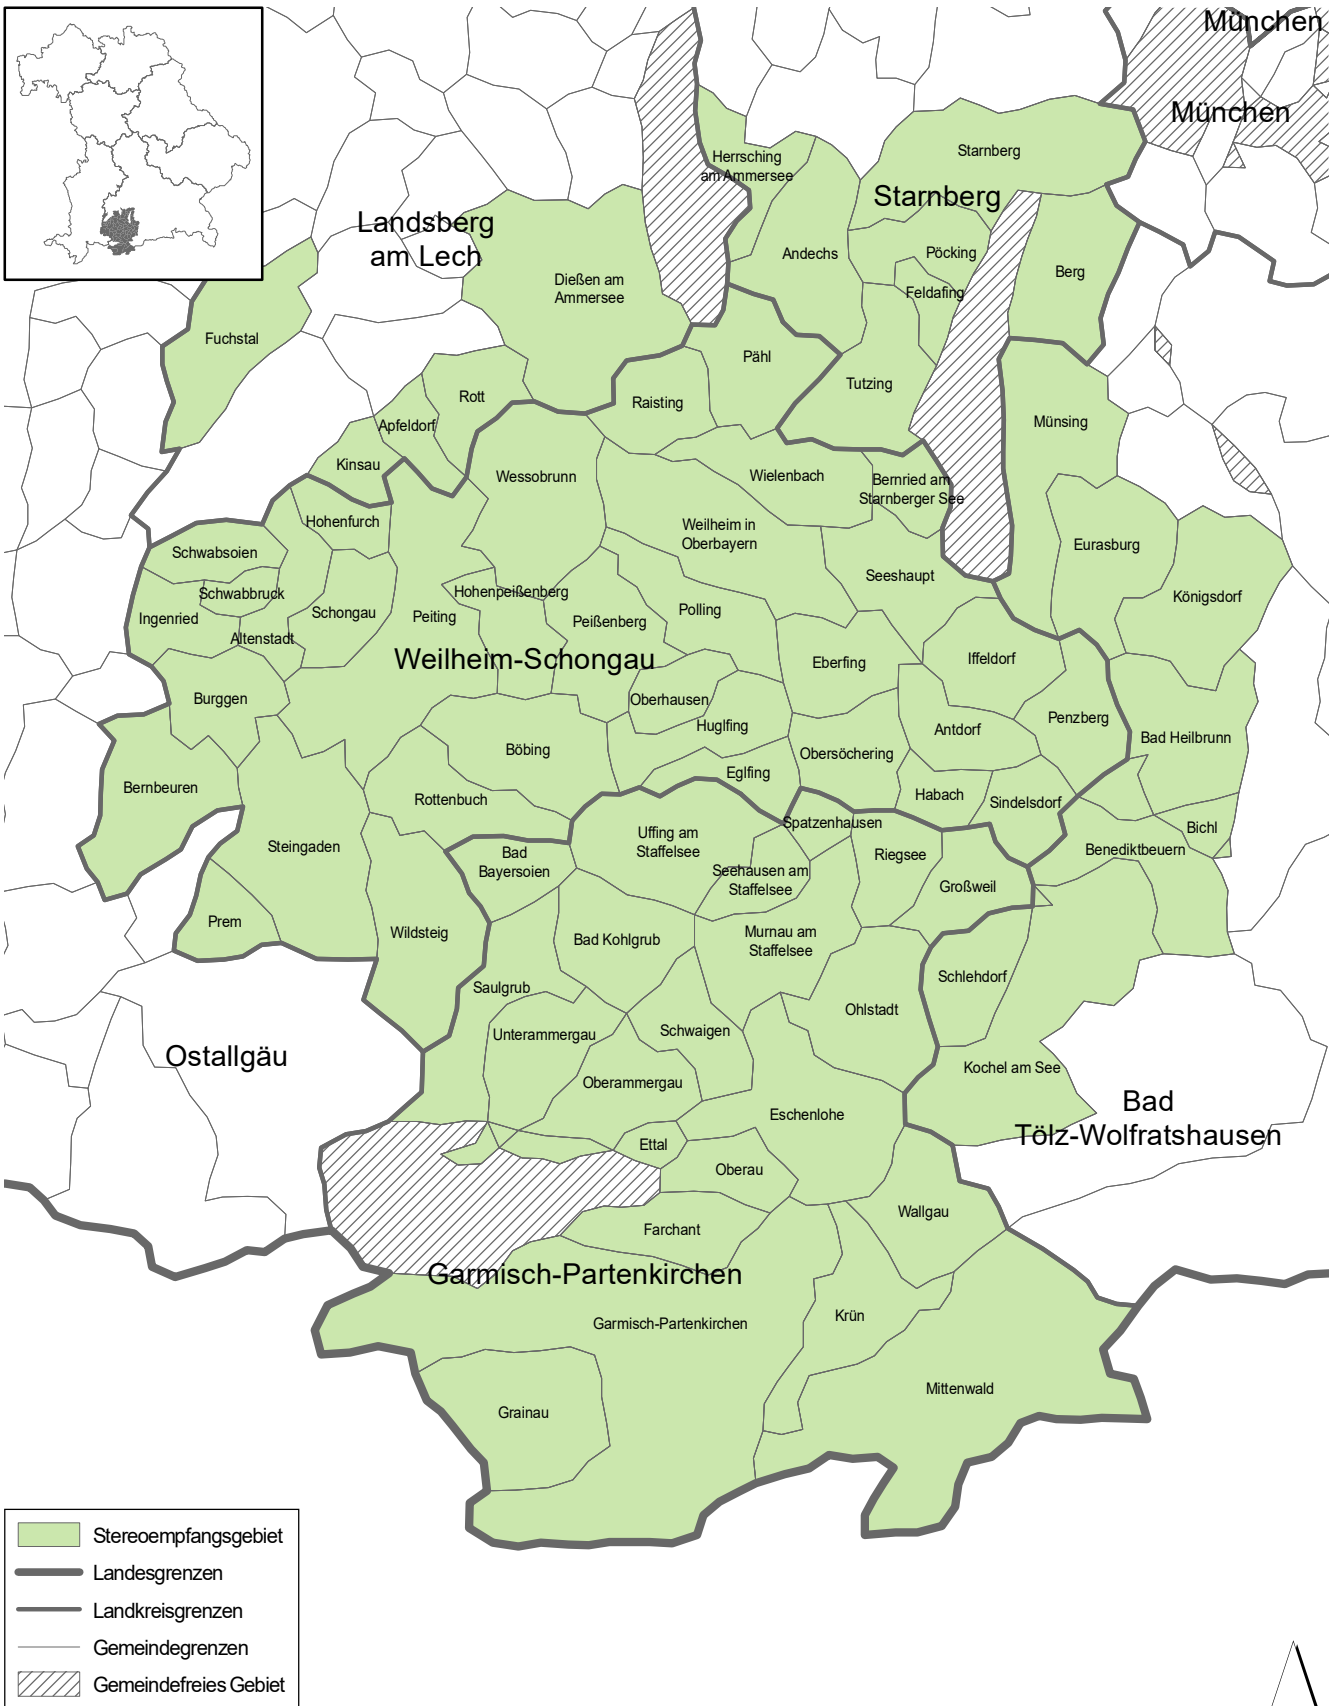 München
München
Herrsching
am Ammersee
Starnberg
Starnberg
Landsberg
am Lech
Andechs
Pöcking
Berg
Dießen am
Ammersee
Feldafing
Fuchstal
Pähl
Tutzing
Rott
Raisting
Apfeldorf
Münsing
Kinsau
Wessobrunn
Wielenbach
Bernried am
Starnberger See
Hohenfurch
Weilheim in
Oberbayern
Eurasburg
Schwabsoien
Seeshaupt
Schwabbruck
Hohenpeißenberg
Königsdorf
Ingenried
Schongau
Peiting
Peißenberg
Polling
Altenstadt
Weilheim-Schongau
Eberfing
Iffeldorf
Burggen
Oberhausen
Huglfing
Antdorf
Penzberg
Böbing
Obersöchering
Bad Heilbrunn
Bernbeuren
Eglfing
Rottenbuch
Habach
Sindelsdorf
Spatzenhausen
Bichl
Steingaden
Uffing am
Staffelsee
Bad
Bayersoien
Riegsee
Benediktbeuern
Seehausen am
Staffelsee
Großweil
Prem
Wildsteig
Bad Kohlgrub
Murnau am
Staffelsee
Schlehdorf
Saulgrub
Ohlstadt
Unterammergau
Schwaigen
Ostallgäu
Kochel am See
Oberammergau
Eschenlohe
Bad
Tölz-Wolfratshausen
Ettal
Oberau
Wallgau
Farchant
Garmisch-Partenkirchen
Garmisch-Partenkirchen
Krün
Mittenwald
Grainau
Stereoempfangsgebiet
Landesgrenzen
Landkreisgrenzen
Gemeindegrenzen
Gemeindefreies Gebiet